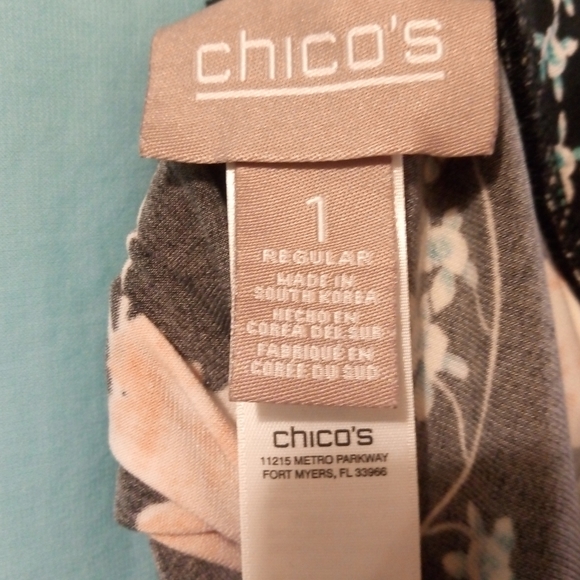 chico's
1
REGULAR
MADE IN
SOUTH KOREA
HECHO EN
COREA DEL SUR
FABRIQUÉ EN
CORÉE DU SUD
chico's
11215 METRO PARKWAY
FORT MYERS, FL 33966